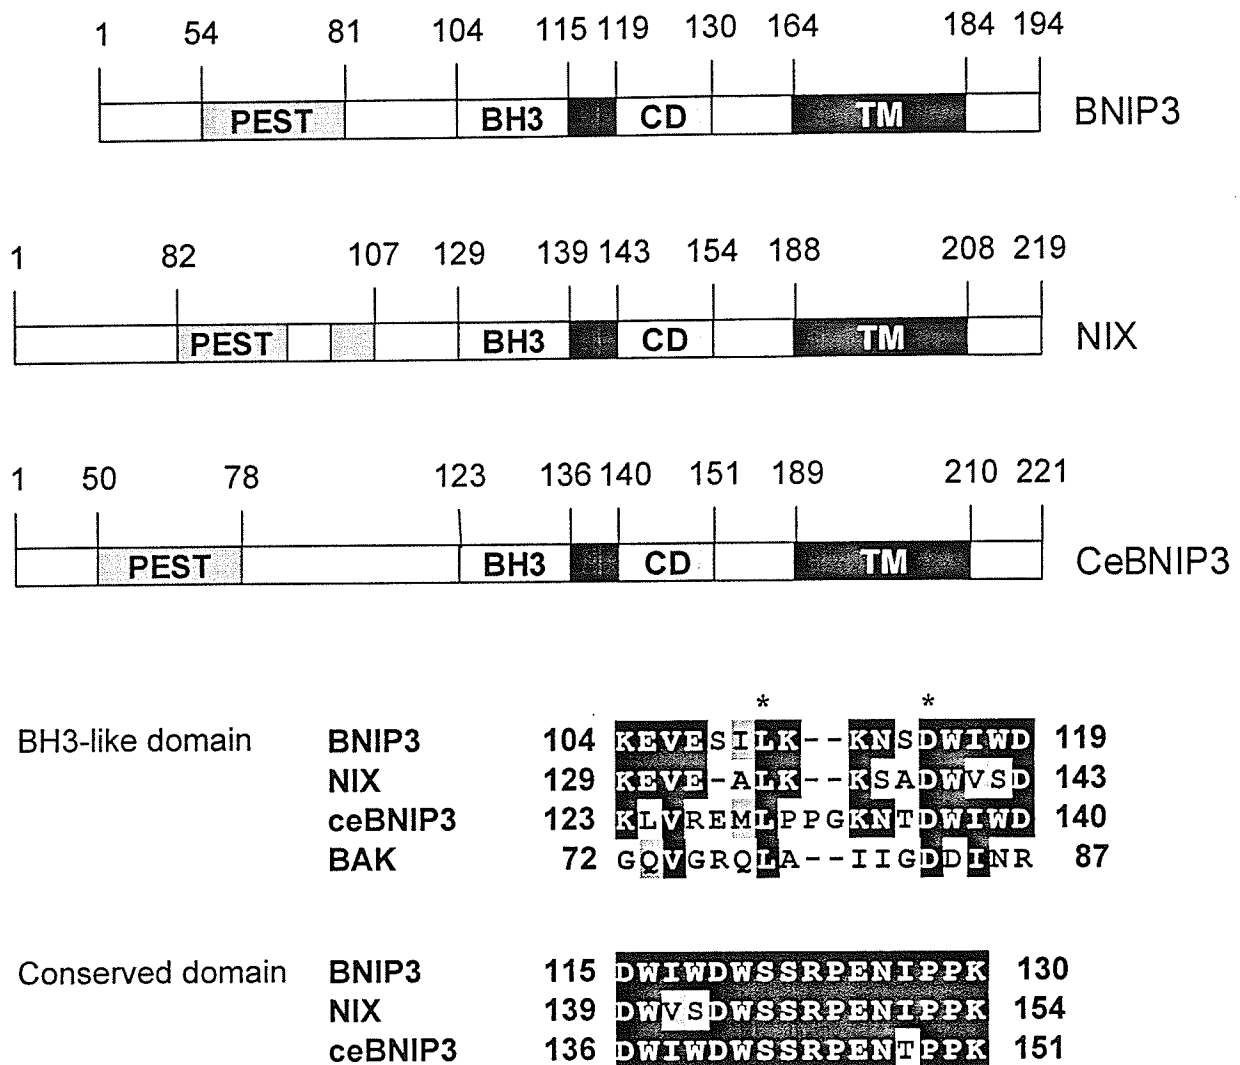 1 54 81 104 115 119 130 164 184 194
PEST BH3 CD TM BNIP3
1 82 107 129 139 143 154 188 208 219
PEST BH3 CD TM NIX
1 50 78 123 136 140 151 189 210 221
PEST BH3 CD TM CeBNIP3
* *
BH3-like domain BNIP3 104 KEVESILK--KNSDWIWD 119
NIX 129 KEVE-ALK--KSADWVSD 143
ceBNIP3 123 KLVREMLPPGKNTDWIWD 140
BAK 72 GQVGRQLA--IIGDDINR 87
Conserved domain BNIP3 115 DWIWDWSSRPENIPPK 130
NIX 139 DWVSDWSSRPENIPPK 154
ceBNIP3 136 DWIWDWSSRPENTPPK 151